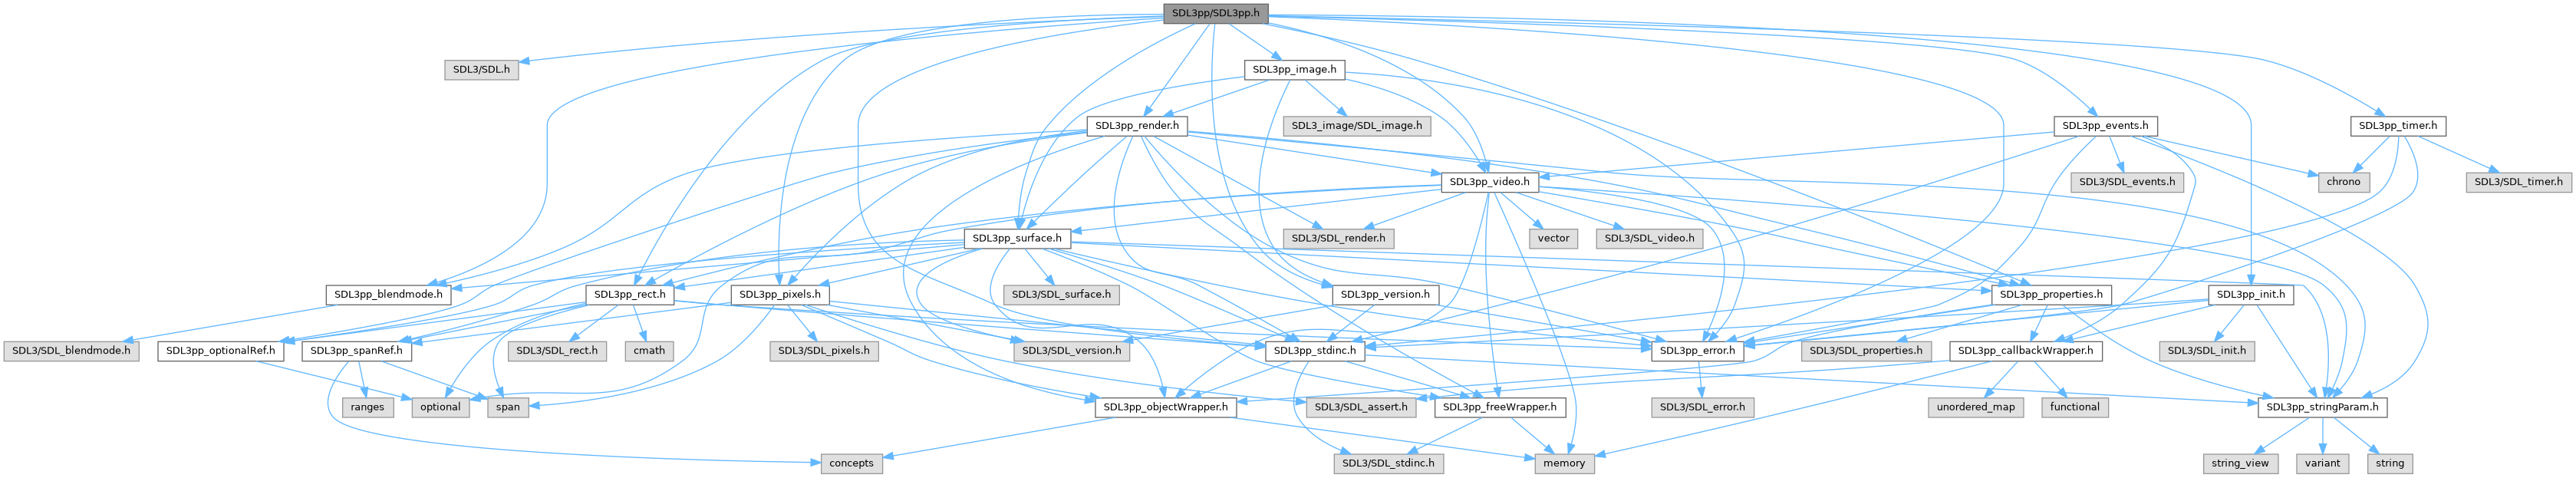 SDL3pp/SDL3pp.h
SDL3/SDL.h
SDL3pp_image.h
SDL3pp_render.h
SDL3_image/SDL_image.h
SDL3pp_events.h
SDL3pp_timer.h
SDL3pp_video.h
SDL3/SDL_events.h
chrono
SDL3/SDL_timer.h
SDL3pp_surface.h
SDL3/SDL_render.h
vector
SDL3/SDL_video.h
SDL3pp_blendmode.h
SDL3pp_rect.h
SDL3pp_pixels.h
SDL3/SDL_surface.h
SDL3pp_version.h
SDL3pp_properties.h
SDL3pp_init.h
SDL3/SDL_blendmode.h
SDL3pp_optionalRef.h
SDL3pp_spanRef.h
SDL3/SDL_rect.h
cmath
SDL3/SDL_pixels.h
SDL3/SDL_version.h
SDL3pp_stdinc.h
SDL3pp_error.h
SDL3/SDL_properties.h
SDL3pp_callbackWrapper.h
SDL3/SDL_init.h
ranges
optional
span
SDL3pp_objectWrapper.h
SDL3/SDL_assert.h
SDL3pp_freeWrapper.h
SDL3/SDL_error.h
unordered_map
functional
SDL3pp_stringParam.h
concepts
SDL3/SDL_stdinc.h
memory
string_view
variant
string